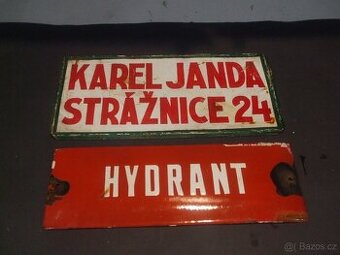 KAREL JANDA
STRÁŽNICE 24
HYDRANT
Bazos.cz